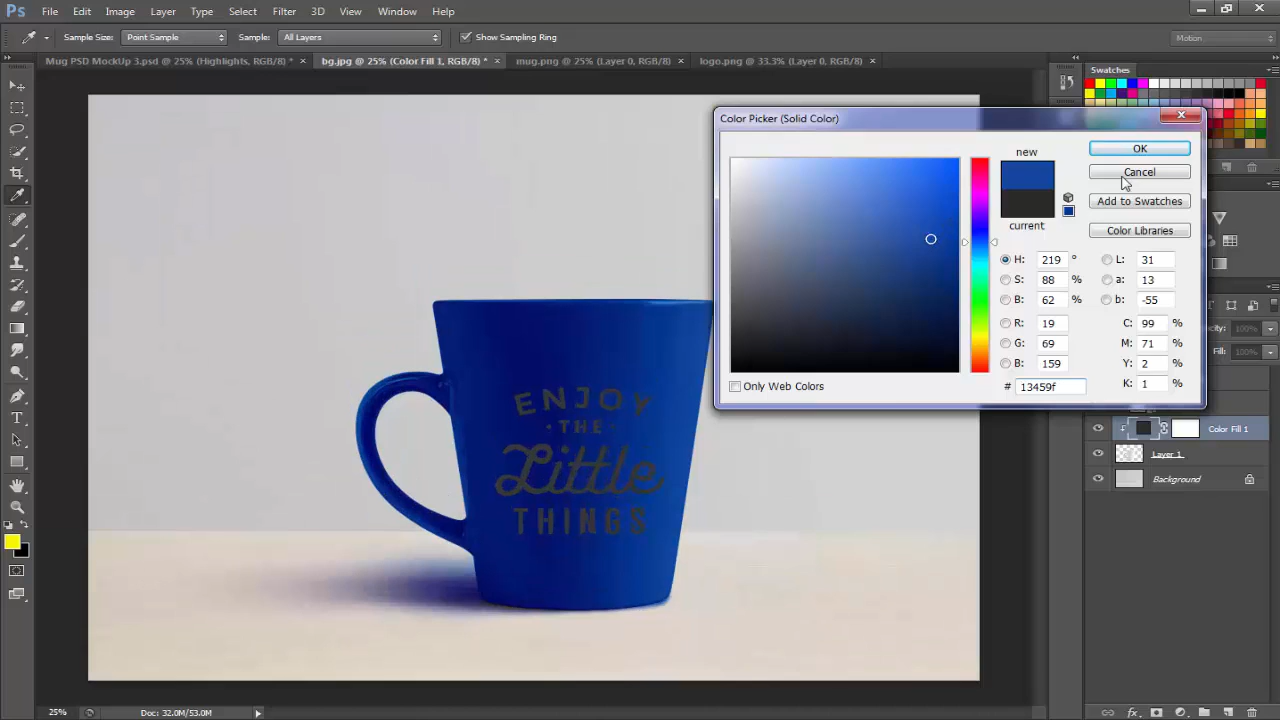 Ps File Edit Image Layer Type Select Filter 3D View Window Help
Sample Size: Point Sample Sample: All Layers Show Sampling Ring Motion
Mug PSD MockUp 3.psd @ 25% (Highlights, RGB/8) * × bg.jpg @ 25% (Color Fill 1, RGB/8) * × mug.png @ 25% (Layer 0, RGB/8) × logo.png @ 33.3% (Layer 0, RGB/8) ×
Swatches
Color Picker (Solid Color)
new
OK
Cancel
Add to Swatches
current
Color Libraries
H: 219 ° L: 31
S: 88 % a: 13
B: 62 % b: -55
R: 19 C: 99 %
G: 69 M: 71 %
B: 159 Y: 2 %
Only Web Colors # 13459f K: 1 %
Opacity: 100%
Fill: 100%
Color Fill 1
Layer 1
Background
ENJOY
·THE·
Little
THINGS
25% Doc: 32.0M/53.0M